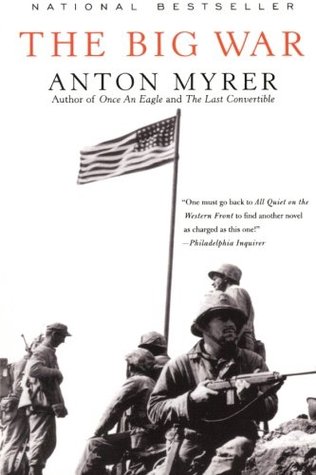 NATIONAL BESTSELLER
THE BIG WAR
ANTON MYRER
Author of Once An Eagle and The Last Convertible
"One must go back to All Quiet on the
Western Front to find another novel
as charged as this one!"
—Philadelphia Inquirer